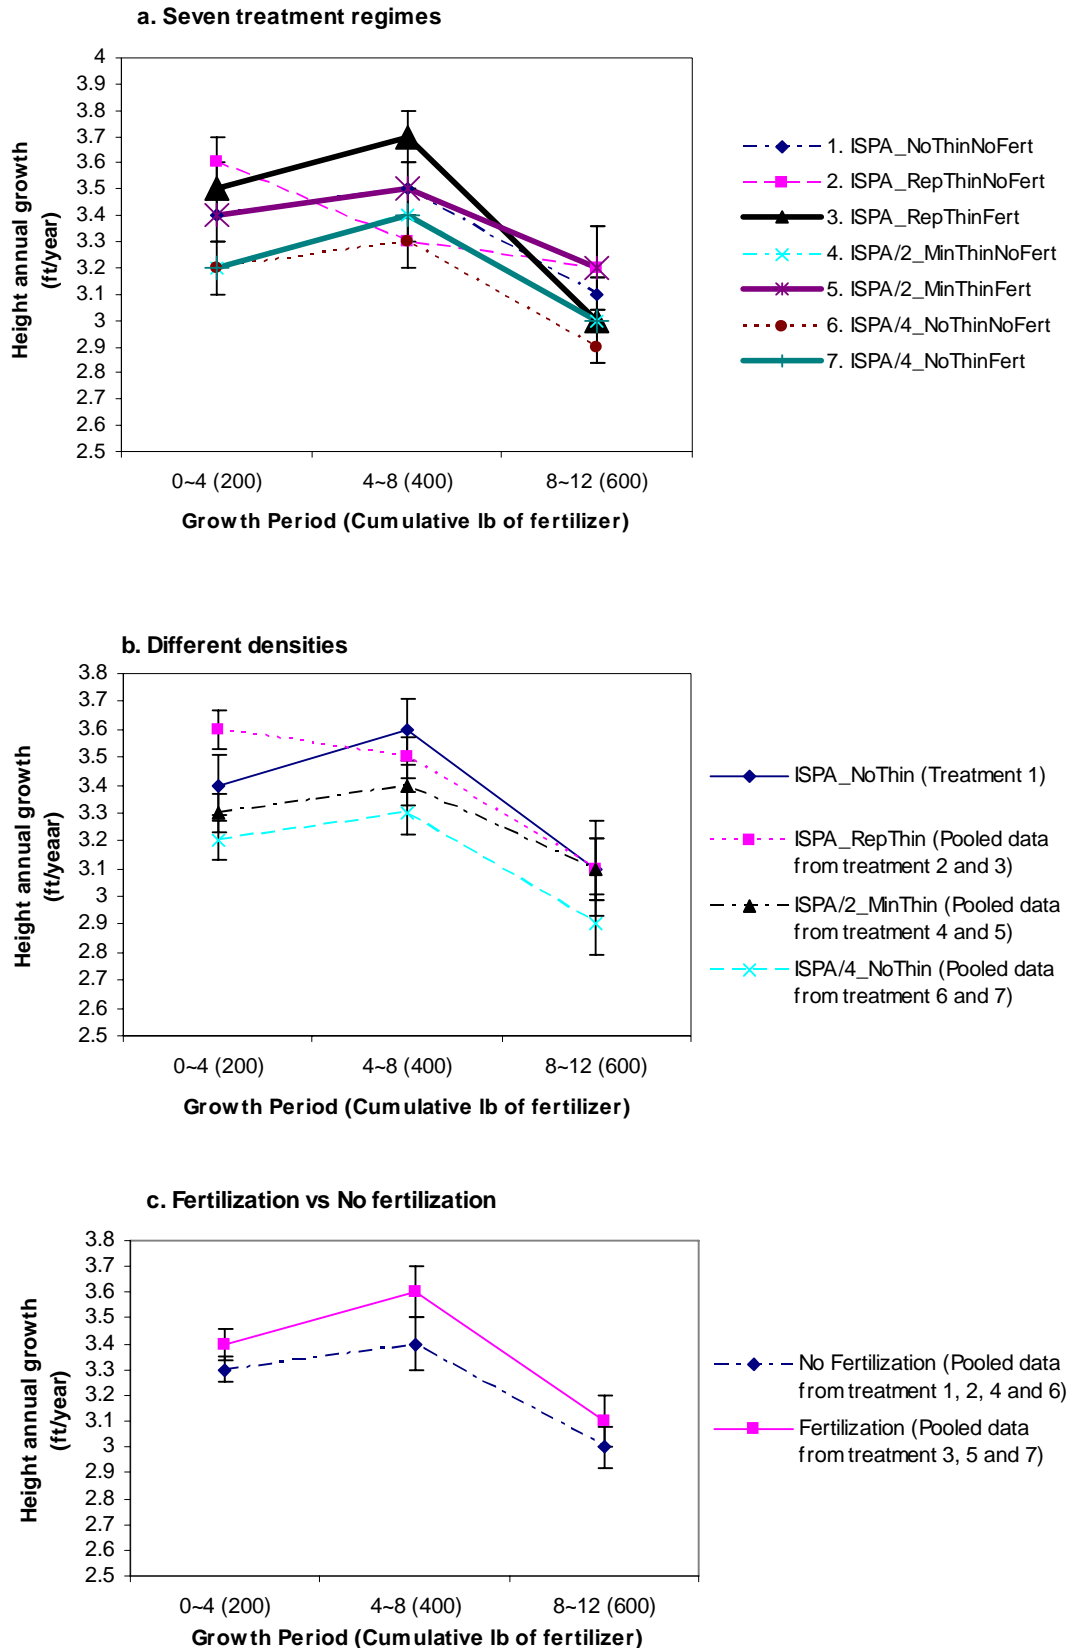 a. Seven treatment regimes
4
3.9
3.8
3.7
3.6
3.5
3.4
3.3
3.2
3.1
3
2.9
2.8
2.7
2.6
2.5
Height annual growth
(ft/year)
0~4 (200)
4~8 (400)
8~12 (600)
Growth Period (Cumulative lb of fertilizer)
1. ISPA_NoThinNoFert
2. ISPA_RepThinNoFert
3. ISPA_RepThinFert
4. ISPA/2_MinThinNoFert
5. ISPA/2_MinThinFert
6. ISPA/4_NoThinNoFert
7. ISPA/4_NoThinFert
b. Different densities
3.8
3.7
3.6
3.5
3.4
3.3
3.2
3.1
3
2.9
2.8
2.7
2.6
2.5
Height annual growth
(ft/yeaar)
0~4 (200)
4~8 (400)
8~12 (600)
Growth Period (Cumulative lb of fertilizer)
ISPA_NoThin (Treatment 1)
ISPA_RepThin (Pooled data
from treatment 2 and 3)
ISPA/2_MinThin (Pooled data
from treatment 4 and 5)
ISPA/4_NoThin (Pooled data
from treatment 6 and 7)
c. Fertilization vs No fertilization
3.8
3.7
3.6
3.5
3.4
3.3
3.2
3.1
3
2.9
2.8
2.7
2.6
2.5
Height annual growth
(ft/year)
0~4 (200)
4~8 (400)
8~12 (600)
Growth Period (Cumulative lb of fertilizer)
No Fertilization (Pooled data
from treatment 1, 2, 4 and 6)
Fertilization (Pooled data
from treatment 3, 5 and 7)